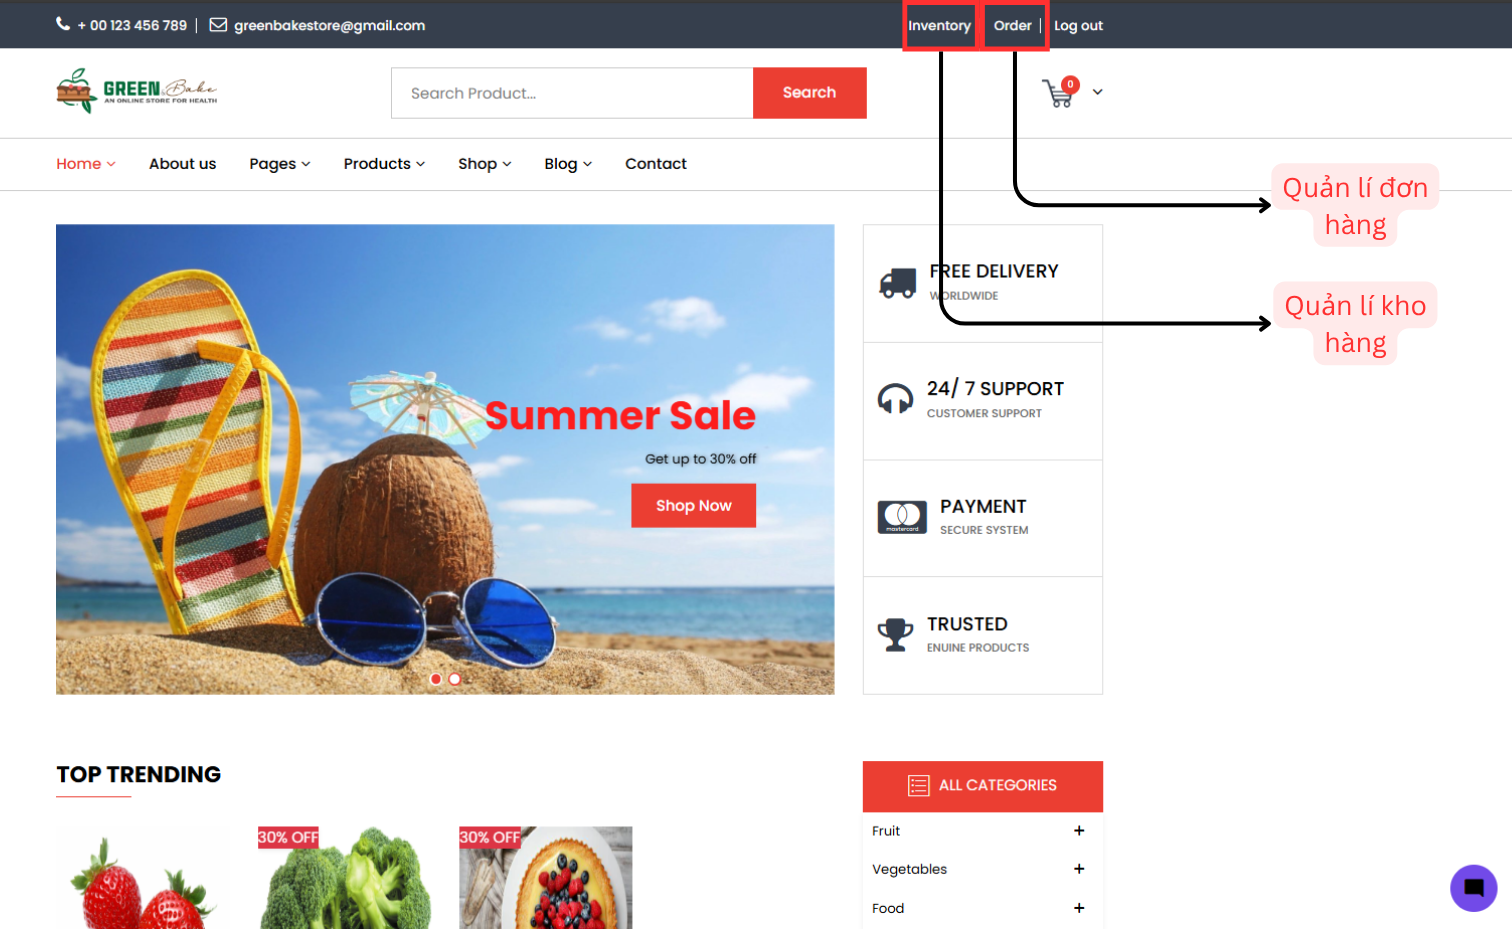 + 00 123 456 789 | greenbakestore@gmail.com
Inventory Order | Log out
GREEN Bake
AN ONLINE STORE FOR HEALTH
Search Product...
Search
0
Home About us Pages Products Shop Blog Contact
Quản lí đơn
hàng
Quản lí kho
hàng
Summer Sale
Get up to 30% off
Shop Now
FREE DELIVERY
WORLDWIDE
24/ 7 SUPPORT
CUSTOMER SUPPORT
mastercard
PAYMENT
SECURE SYSTEM
TRUSTED
ENUINE PRODUCTS
TOP TRENDING
30% OFF
30% OFF
ALL CATEGORIES
Fruit +
Vegetables +
Food +